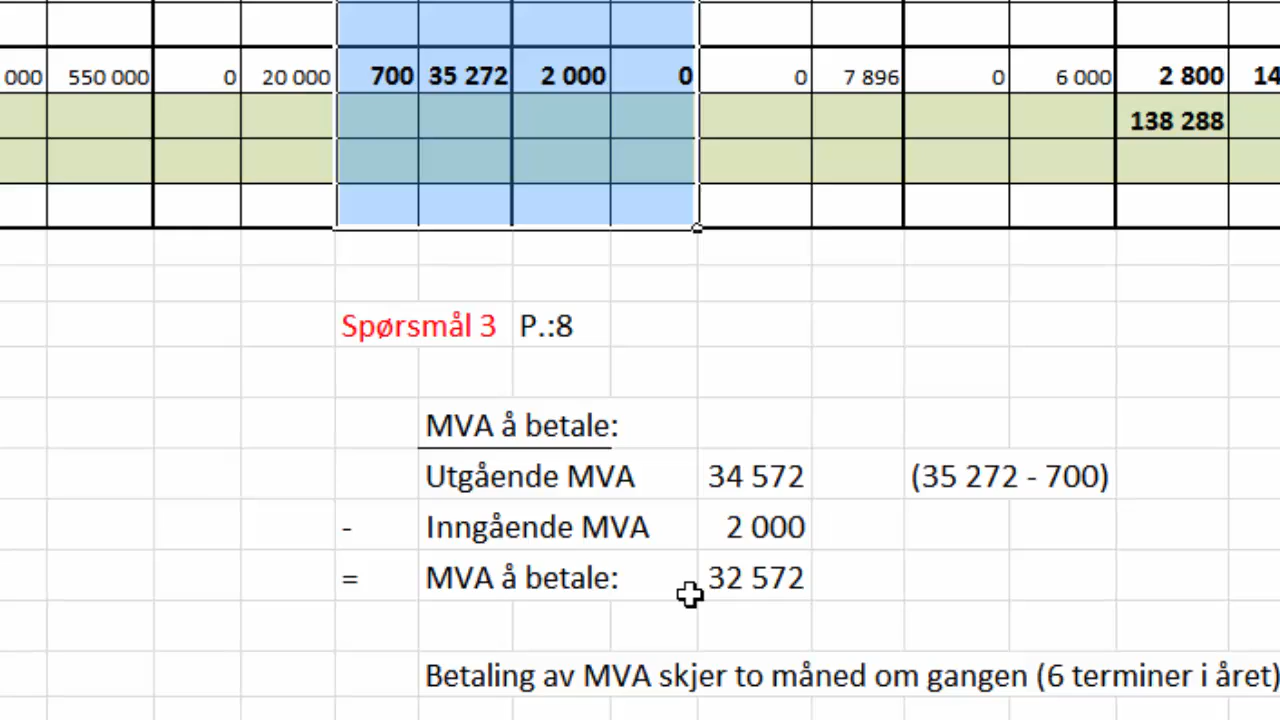 000 550 000 0 20 000 700 35 272 2 000 0 0 7 896 0 6 000 2 800 14
138 288
Spørsmål 3 P.:8
MVA å betale:
Utgående MVA 34 572 (35 272 - 700)
- Inngående MVA 2 000
= MVA å betale: 32 572
Betaling av MVA skjer to måned om gangen (6 terminer i året)